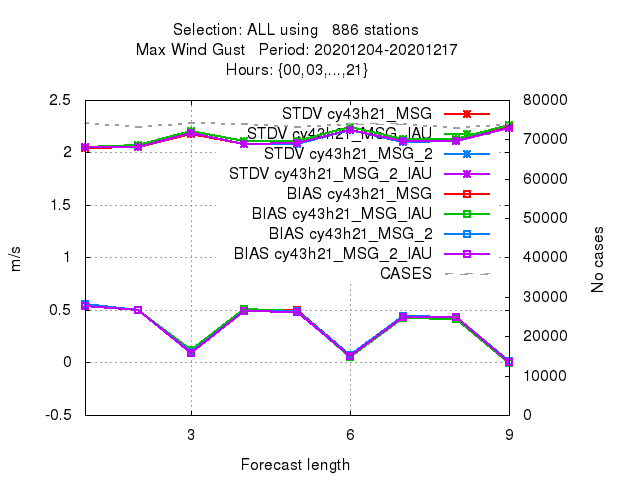 Selection: ALL using 886 stations
Max Wind Gust Period: 20201204-20201217
Hours: {00,03,...,21}
2.5
2
1.5
1
0.5
0
-0.5
m/s
80000
70000
60000
50000
40000
30000
20000
10000
0
No cases
STDV cy43h21_MSG
STDV cy43h21_MSG_IAU
STDV cy43h21_MSG_2
STDV cy43h21_MSG_2_IAU
BIAS cy43h21_MSG
BIAS cy43h21_MSG_IAU
BIAS cy43h21_MSG_2
BIAS cy43h21_MSG_2_IAU
CASES
3 6 9
Forecast length